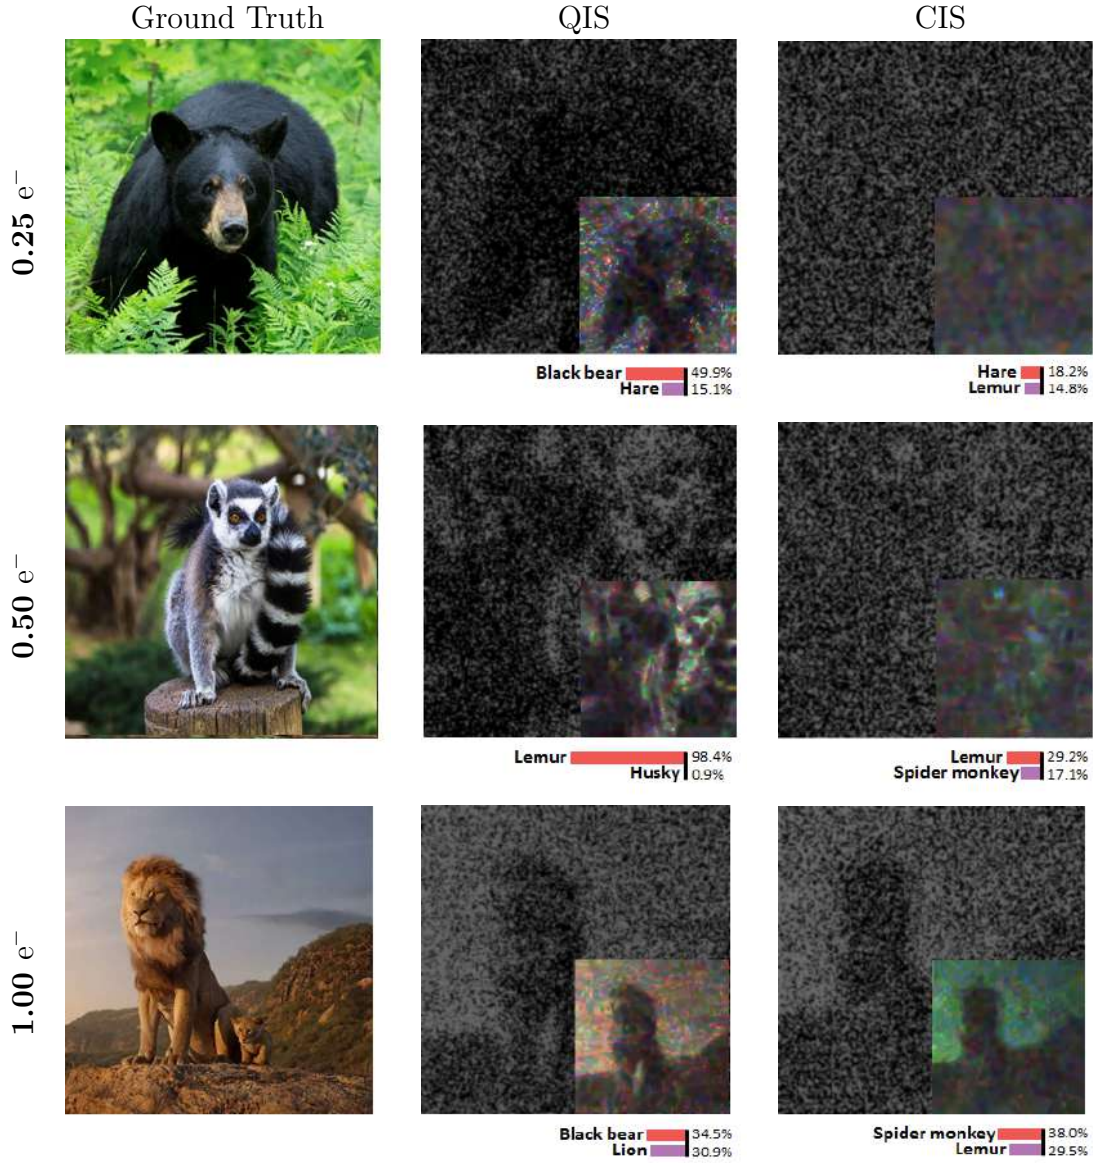 Ground Truth QIS CIS
0.25 e⁻
Black bear 49.9%
Hare 15.1%
Hare 18.2%
Lemur 14.8%
0.50 e⁻
Lemur 98.4%
Husky 0.9%
Lemur 29.2%
Spider monkey 17.1%
1.00 e⁻
Black bear 34.5%
Lion 30.9%
Spider monkey 38.0%
Lemur 29.5%